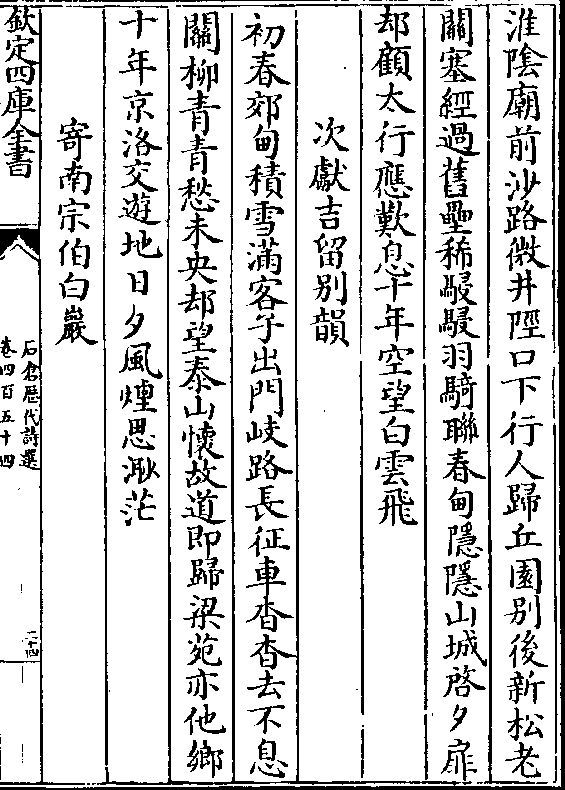 淮陰廟前沙路微井陘口下行人歸丘園別後新松老
關塞經過舊壘稀駸駸羽騎聯春甸隱隱山城啓夕扉
却顧太行應歎息十年空望白雲飛
次獻吉留別韻
初春郊甸積雪滿客子出門岐路長征車杳杳去不息
關柳青青愁未央却望泰山懷故道即歸梁苑亦他鄉
十年京洛交遊地日夕風煙思渺茫
寄南宗伯白巖
欽定四庫全書
石倉歷代詩選
卷四百五十四
二十四